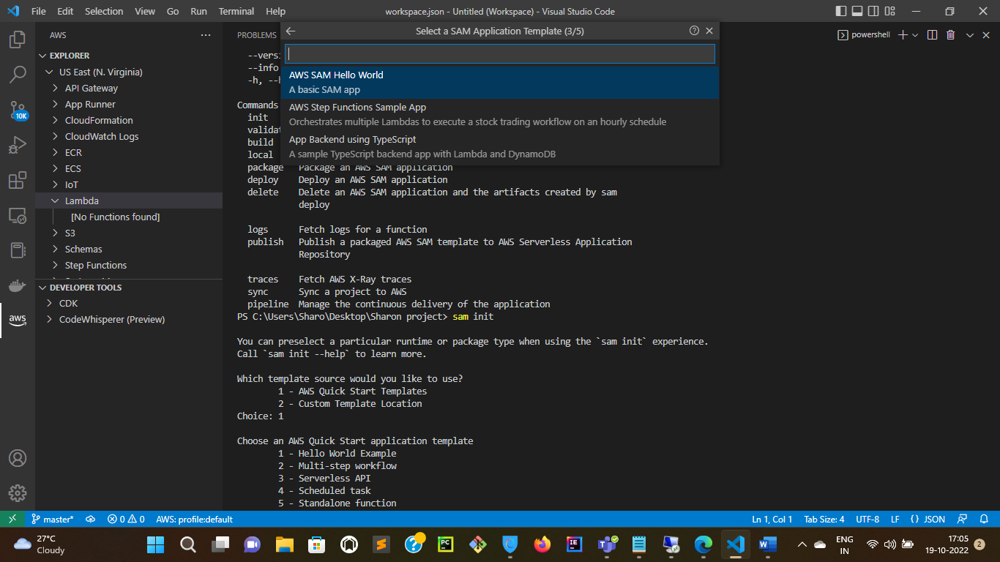 File Edit Selection View Go Run Terminal Help
workspace.json - Untitled (Workspace) - Visual Studio Code
AWS
EXPLORER
US East (N. Virginia)
API Gateway
App Runner
CloudFormation
CloudWatch Logs
ECR
ECS
IoT
Lambda
[No Functions found]
S3
Schemas
Step Functions
DEVELOPER TOOLS
CDK
CodeWhisperer (Preview)
10K
aws
PROBLEMS
powershell
Select a SAM Application Template (3/5)
AWS SAM Hello World
A basic SAM app
AWS Step Functions Sample App
Orchestrates multiple Lambdas to execute a stock trading workflow on an hourly schedule
App Backend using TypeScript
A sample TypeScript backend app with Lambda and DynamoDB
--versi
--info
-h, --h
Commands
init
validat
build
local
package Package an AWS SAM application
deploy Deploy an AWS SAM application
delete Delete an AWS SAM application and the artifacts created by sam
deploy
logs Fetch logs for a function
publish Publish a packaged AWS SAM template to AWS Serverless Application
Repository
traces Fetch AWS X-Ray traces
sync Sync a project to AWS
pipeline Manage the continuous delivery of the application
PS C:\Users\Sharo\Desktop\Sharon project> sam init
You can preselect a particular runtime or package type when using the `sam init` experience.
Call `sam init --help` to learn more.
Which template source would you like to use?
1 - AWS Quick Start Templates
2 - Custom Template Location
Choice: 1
Choose an AWS Quick Start application template
1 - Hello World Example
2 - Multi-step workflow
3 - Serverless API
4 - Scheduled task
5 - Standalone function
master* 0 0 AWS: profile:default
Ln 1, Col 1 Tab Size: 4 UTF-8 LF {} JSON
27°C
Cloudy
ENG
IN
17:05
19-10-2022
2